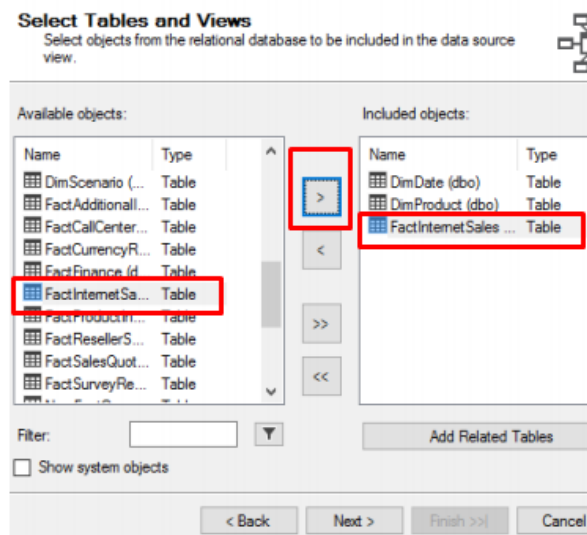 Select Tables and Views
Select objects from the relational database to be included in the data source
view.
Available objects:
Included objects:
Name Type
DimScenario (... Table
FactAdditionalI... Table
FactCallCenter... Table
FactCurrencyR... Table
FactFinance (d... Table
FactInternetSa... Table
FactProductIn... Table
FactResellerS... Table
FactSalesQuot... Table
FactSurveyRe... Table
>
<
>>
<<
Name Type
DimDate (dbo) Table
DimProduct (dbo) Table
FactInternetSales ... Table
Filter:
Add Related Tables
Show system objects
< Back
Next >
Finish >>|
Cancel